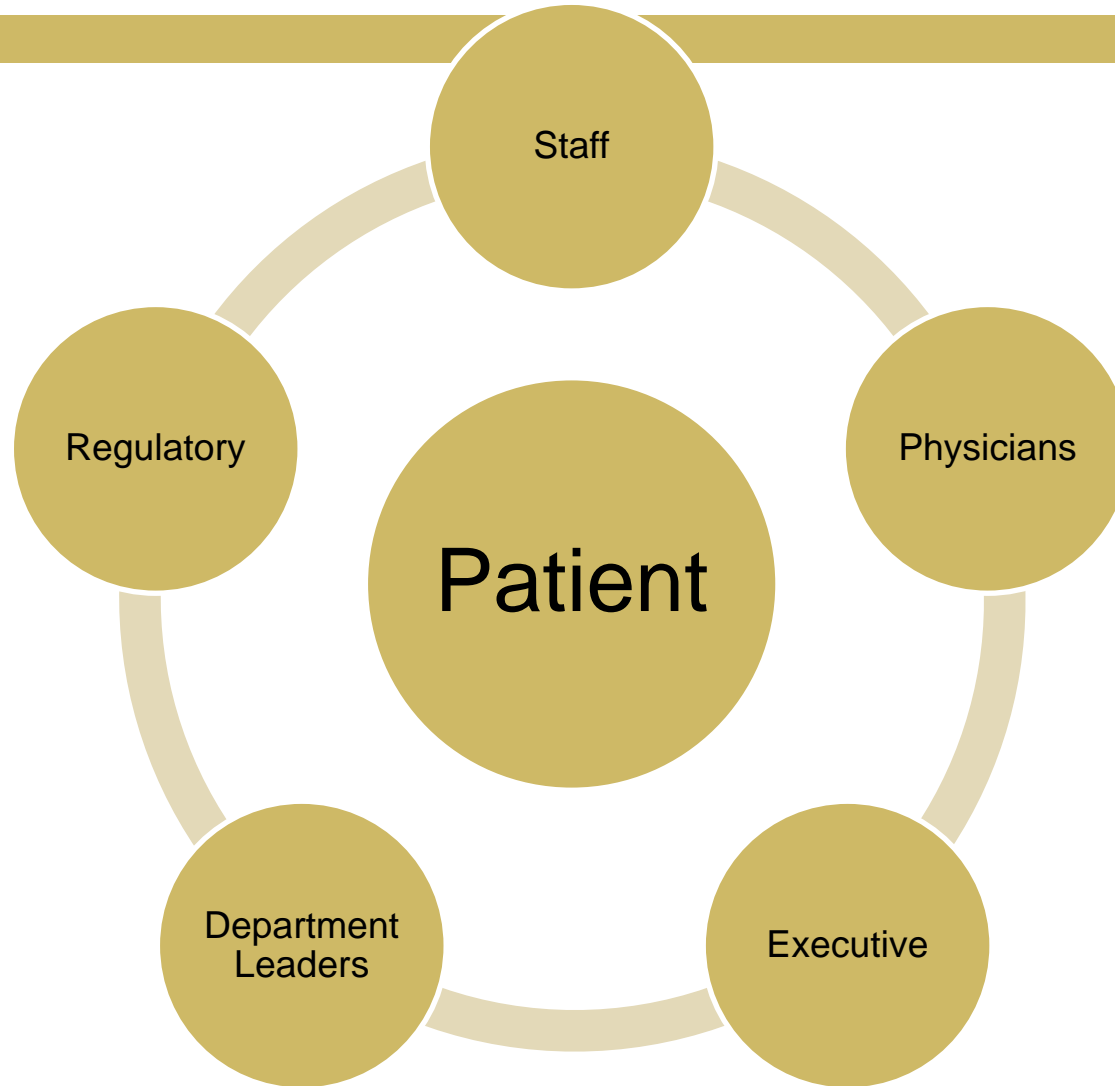 Staff
Regulatory
Physicians
Patient
Department
Leaders
Executive